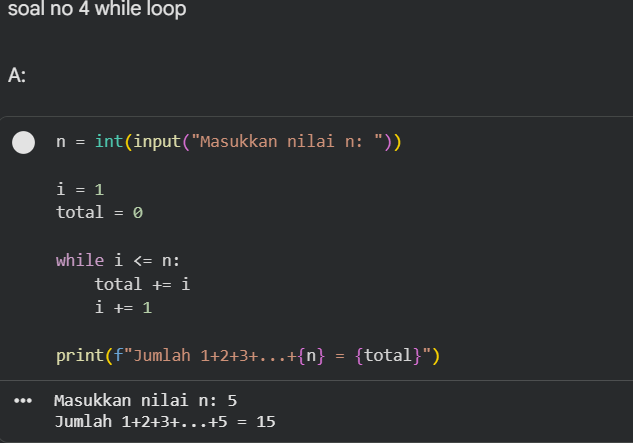 soal no 4 while loop
A:
n = int(input("Masukkan nilai n: "))
i = 1
total = 0
while i <= n:
    total += i
    i += 1
print(f"Jumlah 1+2+3+...+{n} = {total}")
Masukkan nilai n: 5
Jumlah 1+2+3+...+5 = 15